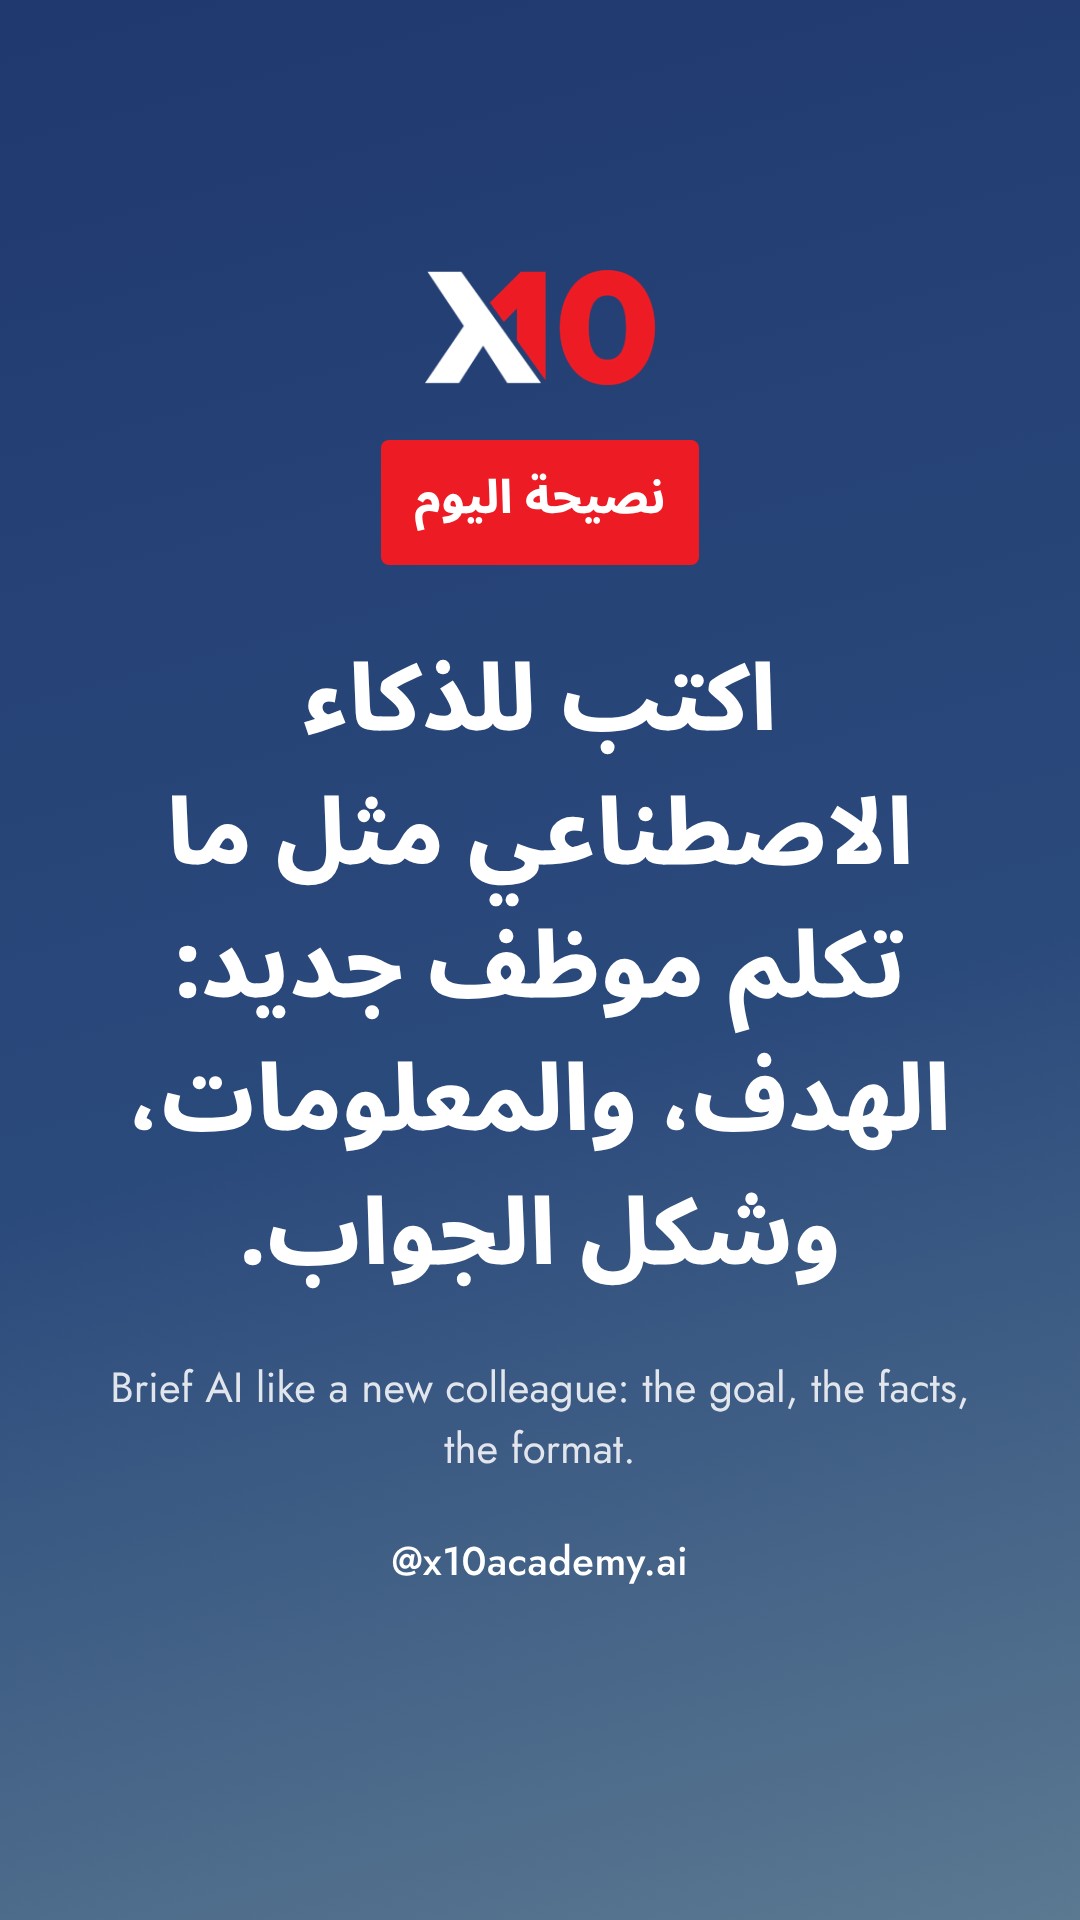 X10
نصيحة اليوم
اكتب للذكاء
الاصطناعي مثل ما
تكلم موظف جديد:
الهدف، والمعلومات،
وشكل الجواب.
Brief AI like a new colleague: the goal, the facts,
the format.
@x10academy.ai